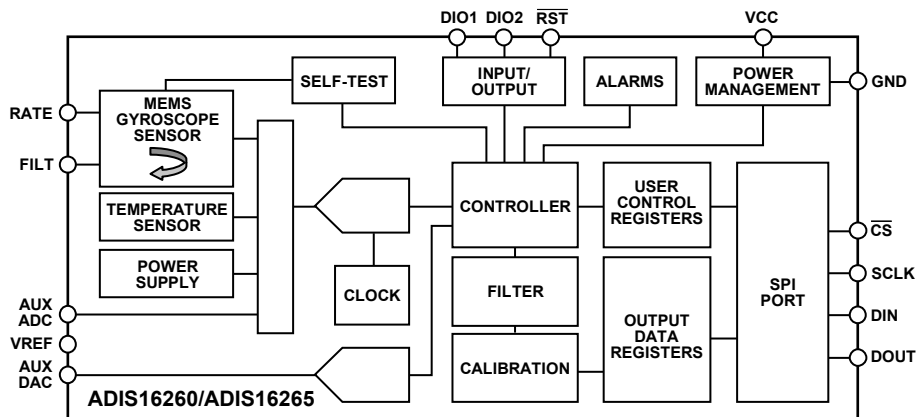 DIO1 DIO2 RST VCC
SELF-TEST
INPUT/
OUTPUT
ALARMS
POWER
MANAGEMENT
GND
RATE
MEMS
GYROSCOPE
SENSOR
FILT
TEMPERATURE
SENSOR
POWER
SUPPLY
CLOCK
CONTROLLER
FILTER
CALIBRATION
USER
CONTROL
REGISTERS
OUTPUT
DATA
REGISTERS
SPI
PORT
CS
SCLK
DIN
DOUT
AUX
ADC
VREF
AUX
DAC
ADIS16260/ADIS16265